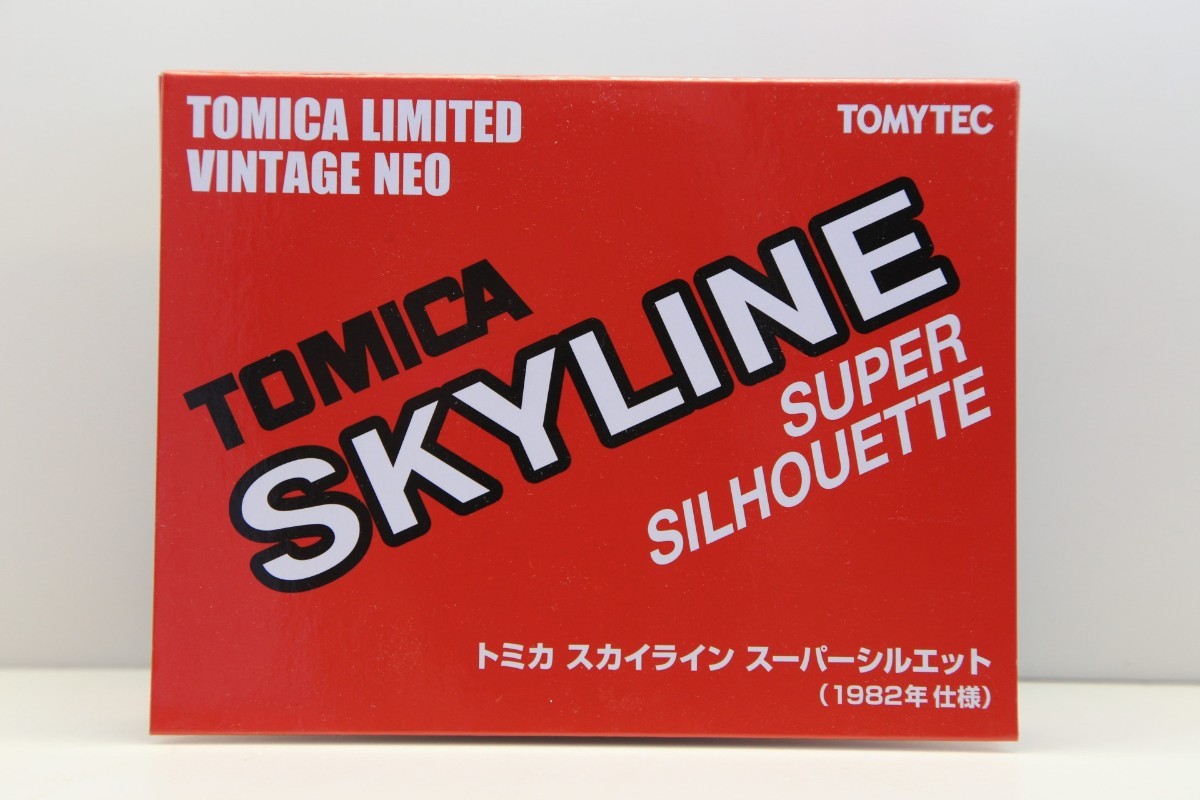 TOMICA LIMITED
VINTAGE NEO
TOMYTEC
TOMICA
SKYLINE
SUPER
SILHOUETTE
トミカ スカイライン スーパーシルエット
（1982年 仕様）